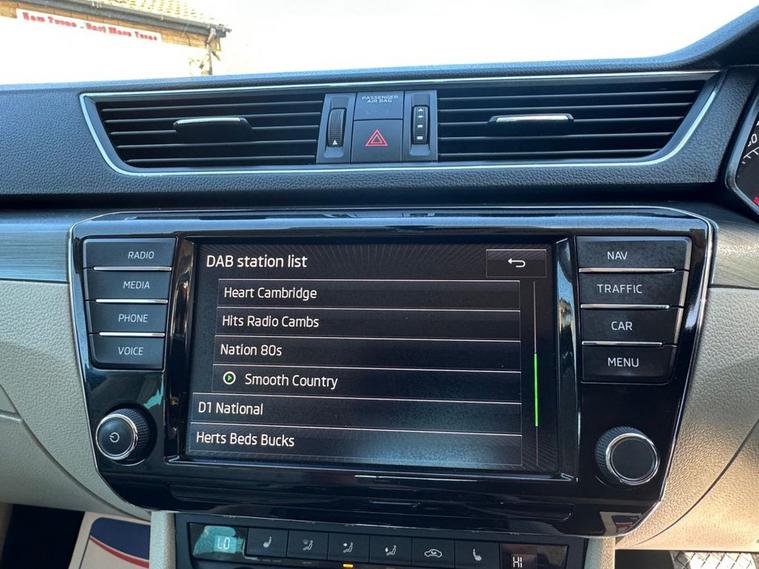 PASSENGER
AIR BAG
RADIO
MEDIA
PHONE
VOICE
DAB station list
Heart Cambridge
Hits Radio Cambs
Nation 80s
Smooth Country
D1 National
Herts Beds Bucks
NAV
TRAFFIC
CAR
MENU
LO
HI